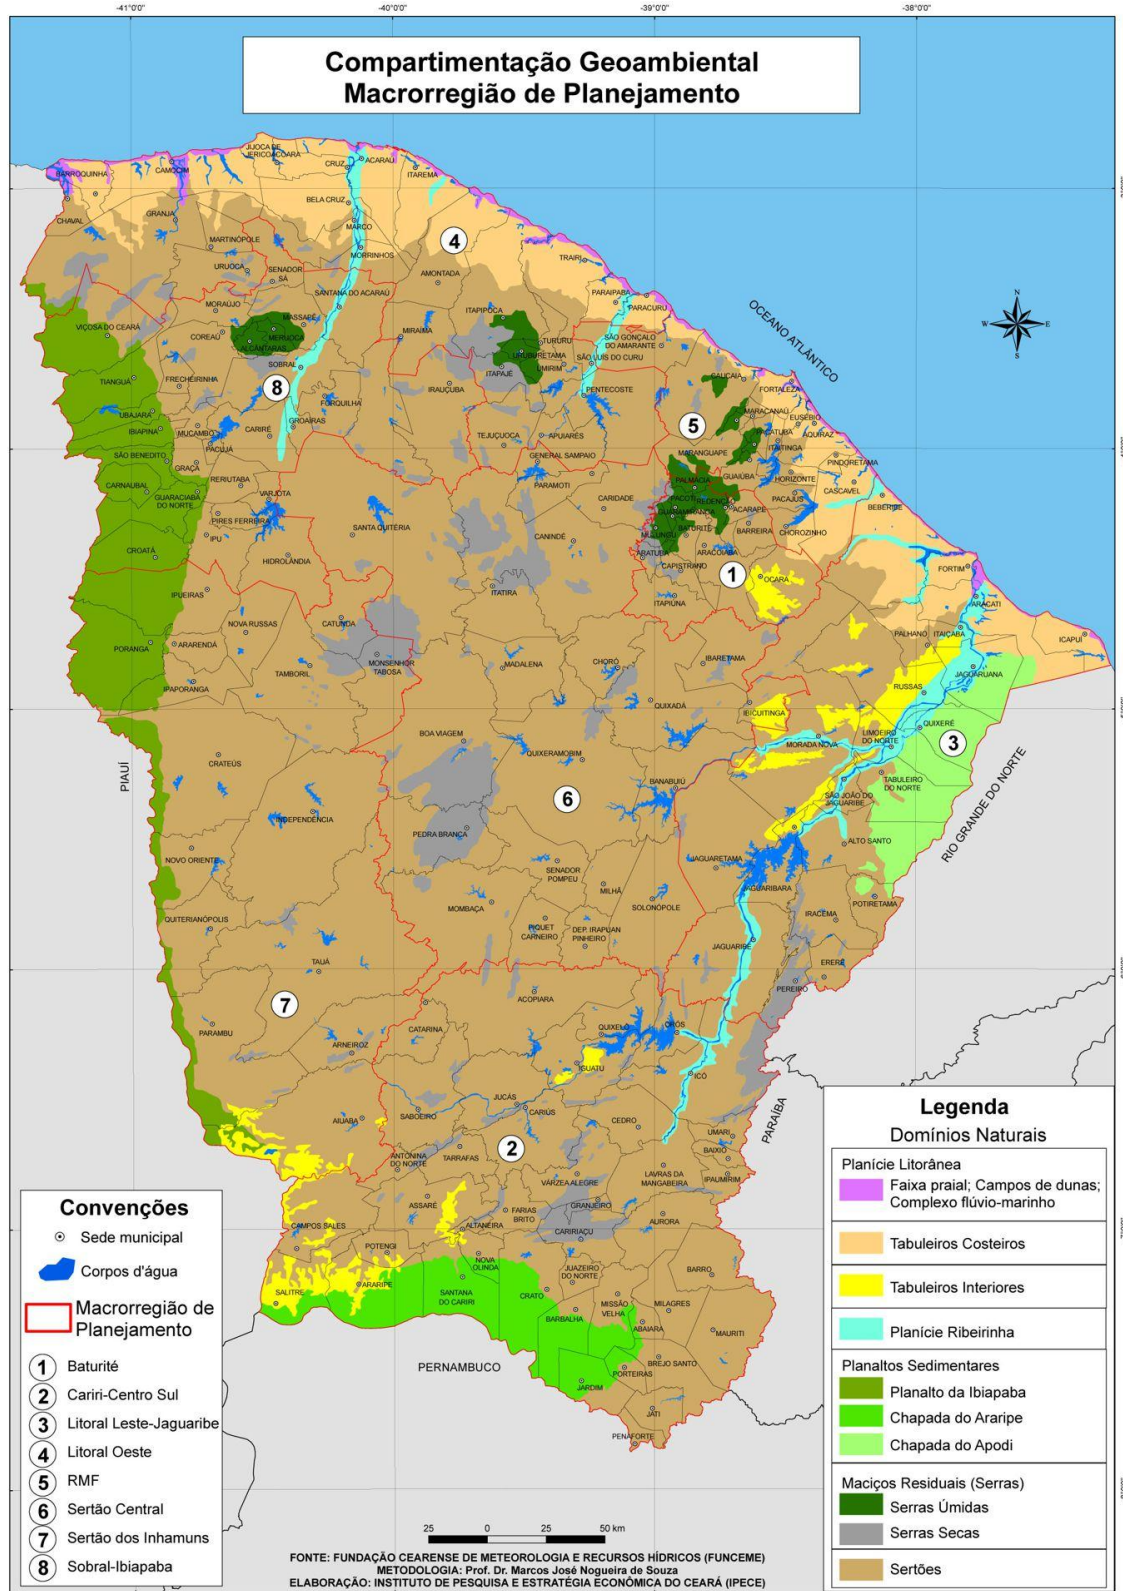 -41°0'0"
-40°0'0"
-39°0'0"
-38°0'0"
Compartimentação Geoambiental
Macrorregião de Planejamento
JIJOCA DE
JERICOACOARA
CRUZ
ACARAÚ
BARROQUINHA
CAMOCIM
ITAREMA
CHAVAL
GRANJA
BELA CRUZ
MARCO
MARTINÓPOLE
MORRINHOS
4
URUOCA
SENADOR
SÁ
AMONTADA
TRAIRI
PARAIPABA
PARACURU
OCEANO ATLÂNTICO
N
W
E
S
SANTANA DO ACARAÚ
MORAÚJO
MASSAPÊ
ITAPIPOCA
VIÇOSA DO CEARÁ
COREAÚ
MERUOCA
ALCÂNTARAS
MIRAÍMA
TURURU
URUBURETAMA
UMIRIM
SÃO GONÇALO
DO AMARANTE
SÃO LUÍS DO CURU
SOBRAL
ITAPAJÉ
TIANGUÁ
FRECHEIRINHA
8
IRAUÇUBA
PENTECOSTE
CAUCAIA
FORTALEZA
FORQUILHA
UBAJARA
IBIAPINA
MUCAMBO
CARIRÉ
GROAÍRAS
PACUJÁ
TEJUÇUOCA
APUIARÉS
5
MARACANAÚ
EUSÉBIO
PACATUBA
AQUIRAZ
ITAITINGA
SÃO BENEDITO
GRAÇA
GENERAL SAMPAIO
MARANGUAPE
GUAIÚBA
PINDORETAMA
HORIZONTE
CARNAUBAL
GUARACIABA
DO NORTE
RERIUTABA
VARJOTA
PARAMOTI
CARIDADE
PALMÁCIA
PACOTI
REDENÇÃO
GUARAMIRANGA
ACARAPE
PACAJUS
CASCAVEL
BEBERIBE
PIRES FERREIRA
SANTA QUITÉRIA
IPU
CANINDÉ
MULUNGU
BATURITÉ
BARREIRA
CHOROZINHO
CROATÁ
HIDROLÂNDIA
ARATUBA
ARACOIABA
CAPISTRANO
1
OCARA
FORTIM
IPUEIRAS
ITATIRA
ITAPIÚNA
ARACATI
NOVA RUSSAS
CATUNDA
PALHANO
ITAIÇABA
ICAPUÍ
PORANGA
ARARENDÁ
MONSENHOR
TABOSA
MADALENA
CHORÓ
IBARETAMA
TAMBORIL
IPAPORANGA
JAGUARUANA
RUSSAS
QUIXADÁ
IBICUITINGA
QUIXERÉ
BOA VIAGEM
LIMOEIRO
DO NORTE
3
PIAUÍ
CRATEÚS
QUIXERAMOBIM
MORADA NOVA
TABULEIRO
DO NORTE
RIO GRANDE DO NORTE
BANABUIÚ
SÃO JOÃO DO
JAGUARIBE
6
INDEPENDÊNCIA
PEDRA BRANCA
ALTO SANTO
NOVO ORIENTE
JAGUARETAMA
SENADOR
POMPEU
JAGUARIBARA
MILHÃ
POTIRETAMA
MOMBAÇA
SOLONÓPOLE
IRACEMA
QUITERIANÓPOLIS
PIQUET
CARNEIRO
DEP. IRAPUAN
PINHEIRO
JAGUARIBE
ERERÊ
TAUÁ
PEREIRO
7
ACOPIARA
PARAMBU
CATARINA
QUIXELÔ
ORÓS
ARNEIROZ
IGUATU
ICÓ
JUCÁS
CARIÚS
SABOEIRO
AIUABA
CEDRO
UMARI
PARAÍBA
2
BAIXIO
ANTONINA
DO NORTE
TARRAFAS
VÁRZEA ALEGRE
LAVRAS DA
MANGABEIRA
IPAUMIRIM
ASSARÉ
GRANJEIRO
CAMPOS SALES
ALTANEIRA
FARIAS
BRITO
AURORA
CARIRIAÇU
POTENGI
NOVA
OLINDA
JUAZEIRO
DO NORTE
BARRO
SALITRE
ARARIPE
SANTANA
DO CARIRI
CRATO
MISSÃO
VELHA
MILAGRES
BARBALHA
ABAIARA
MAURITI
PERNAMBUCO
BREJO SANTO
PORTEIRAS
JARDIM
JATI
PENAFORTE
Convenções
Sede municipal
Corpos d'água
Macrorregião de
Planejamento
1 Baturité
2 Cariri-Centro Sul
3 Litoral Leste-Jaguaribe
4 Litoral Oeste
5 RMF
6 Sertão Central
7 Sertão dos Inhamuns
8 Sobral-Ibiapaba
Legenda
Domínios Naturais
Planície Litorânea
Faixa praial; Campos de dunas;
Complexo flúvio-marinho
Tabuleiros Costeiros
Tabuleiros Interiores
Planície Ribeirinha
Planaltos Sedimentares
Planalto da Ibiapaba
Chapada do Araripe
Chapada do Apodi
Maciços Residuais (Serras)
Serras Úmidas
Serras Secas
Sertões
25 0 25 50 km
FONTE: FUNDAÇÃO CEARENSE DE METEOROLOGIA E RECURSOS HÍDRICOS (FUNCEME)
METODOLOGIA: Prof. Dr. Marcos José Nogueira de Souza
ELABORAÇÃO: INSTITUTO DE PESQUISA E ESTRATÉGIA ECONÔMICA DO CEARÁ (IPECE)